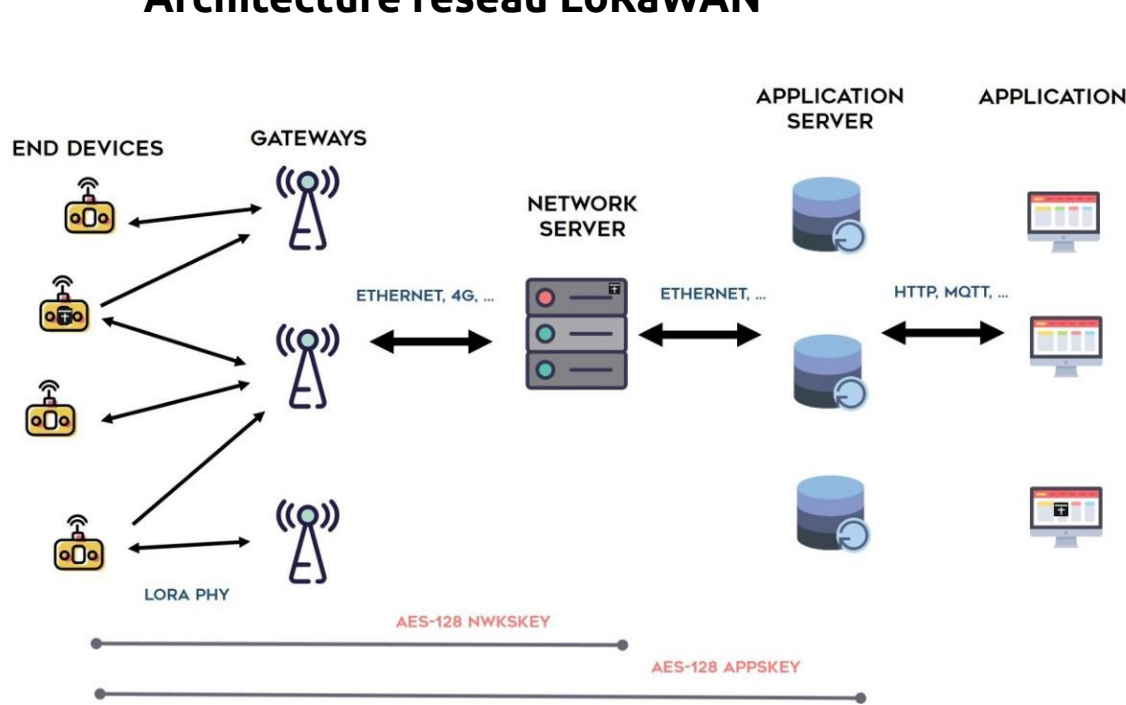 Architecture réseau LoRaWAN
APPLICATION
SERVER
APPLICATION
END DEVICES
GATEWAYS
NETWORK
SERVER
ETHERNET, 4G, ...
ETHERNET, ...
HTTP, MQTT, ...
LORA PHY
AES-128 NWKSKEY
AES-128 APPSKEY